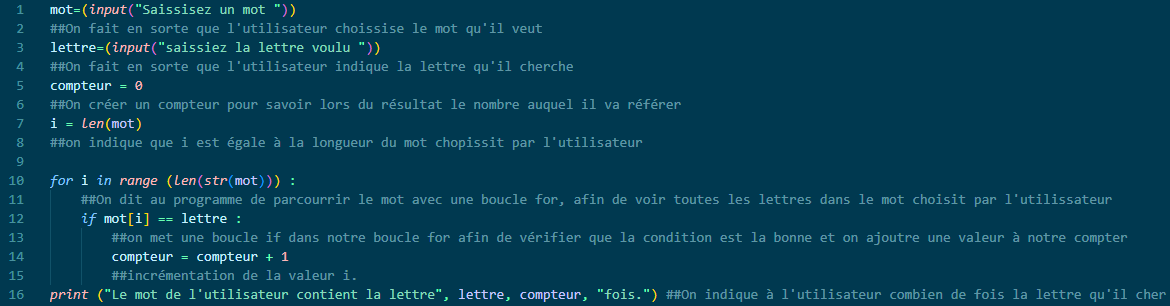 1 mot=(input("Saissisez un mot "))
2 ##On fait en sorte que l'utilisateur choissise le mot qu'il veut
3 lettre=(input("saissiez la lettre voulu "))
4 ##On fait en sorte que l'utilisateur indique la lettre qu'il cherche
5 compteur = 0
6 ##On créer un compteur pour savoir lors du résultat le nombre auquel il va référer
7 i = len(mot)
8 ##on indique que i est égale à la longueur du mot chopissit par l'utilisateur
9
10 for i in range (len(str(mot))) :
11 ##On dit au programme de parcourrir le mot avec une boucle for, afin de voir toutes les lettres dans le mot choisit par l'utilissateur
12 if mot[i] == lettre :
13 ##on met une boucle if dans notre boucle for afin de vérifier que la condition est la bonne et on ajoutre une valeur à notre compter
14 compteur = compteur + 1
15 ##incrémentation de la valeur i.
16 print ("Le mot de l'utilisateur contient la lettre", lettre, compteur, "fois.") ##On indique à l'utilisateur combien de fois la lettre qu'il cher